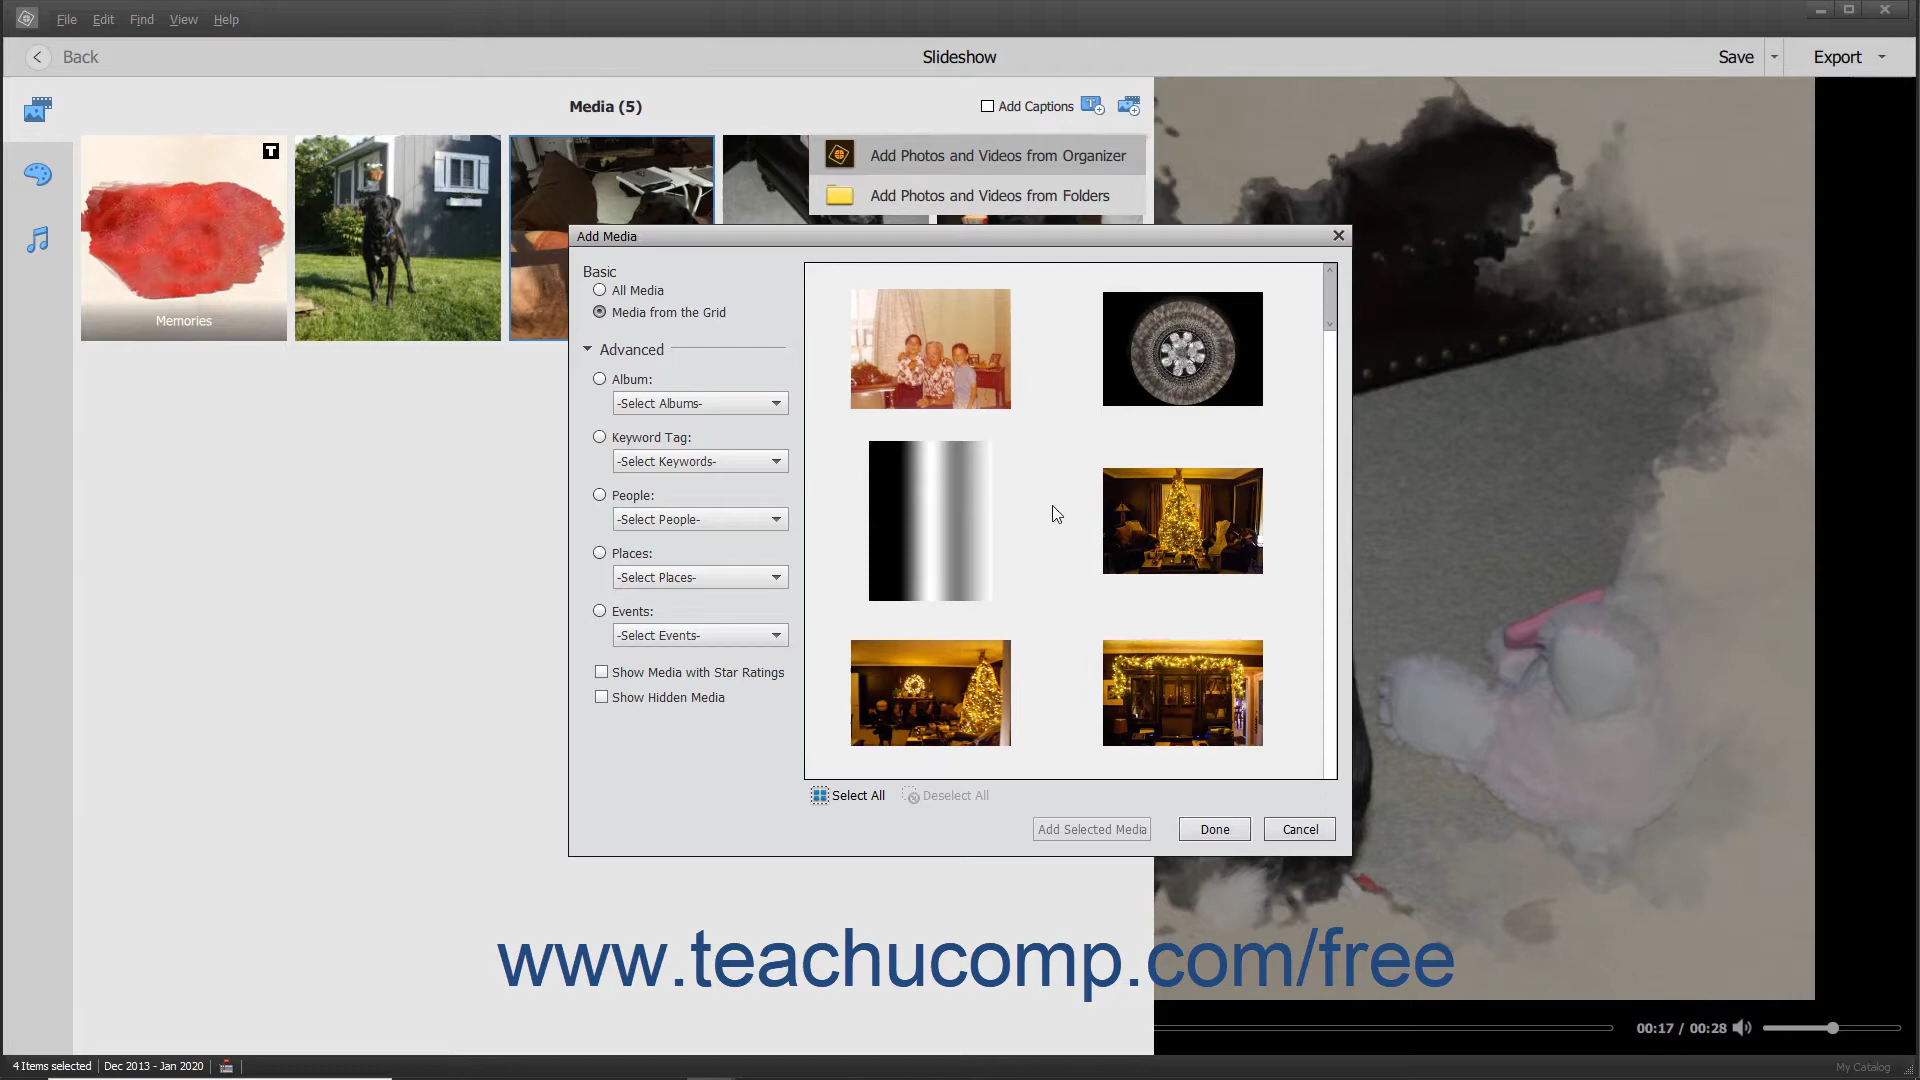 File Edit Find View Help
Back
Slideshow
Save
Export
Media (5)
Add Captions
T
T
Memories
Add Photos and Videos from Organizer
Add Photos and Videos from Folders
Add Media
Basic
All Media
Media from the Grid
Advanced
Album:
-Select Albums-
Keyword Tag:
-Select Keywords-
People:
-Select People-
Places:
-Select Places-
Events:
-Select Events-
Show Media with Star Ratings
Show Hidden Media
Select All
Deselect All
Add Selected Media
Done
Cancel
www.teachucomp.com/free
00:17 / 00:28
4 Items selected
Dec 2013 - Jan 2020
My Catalog